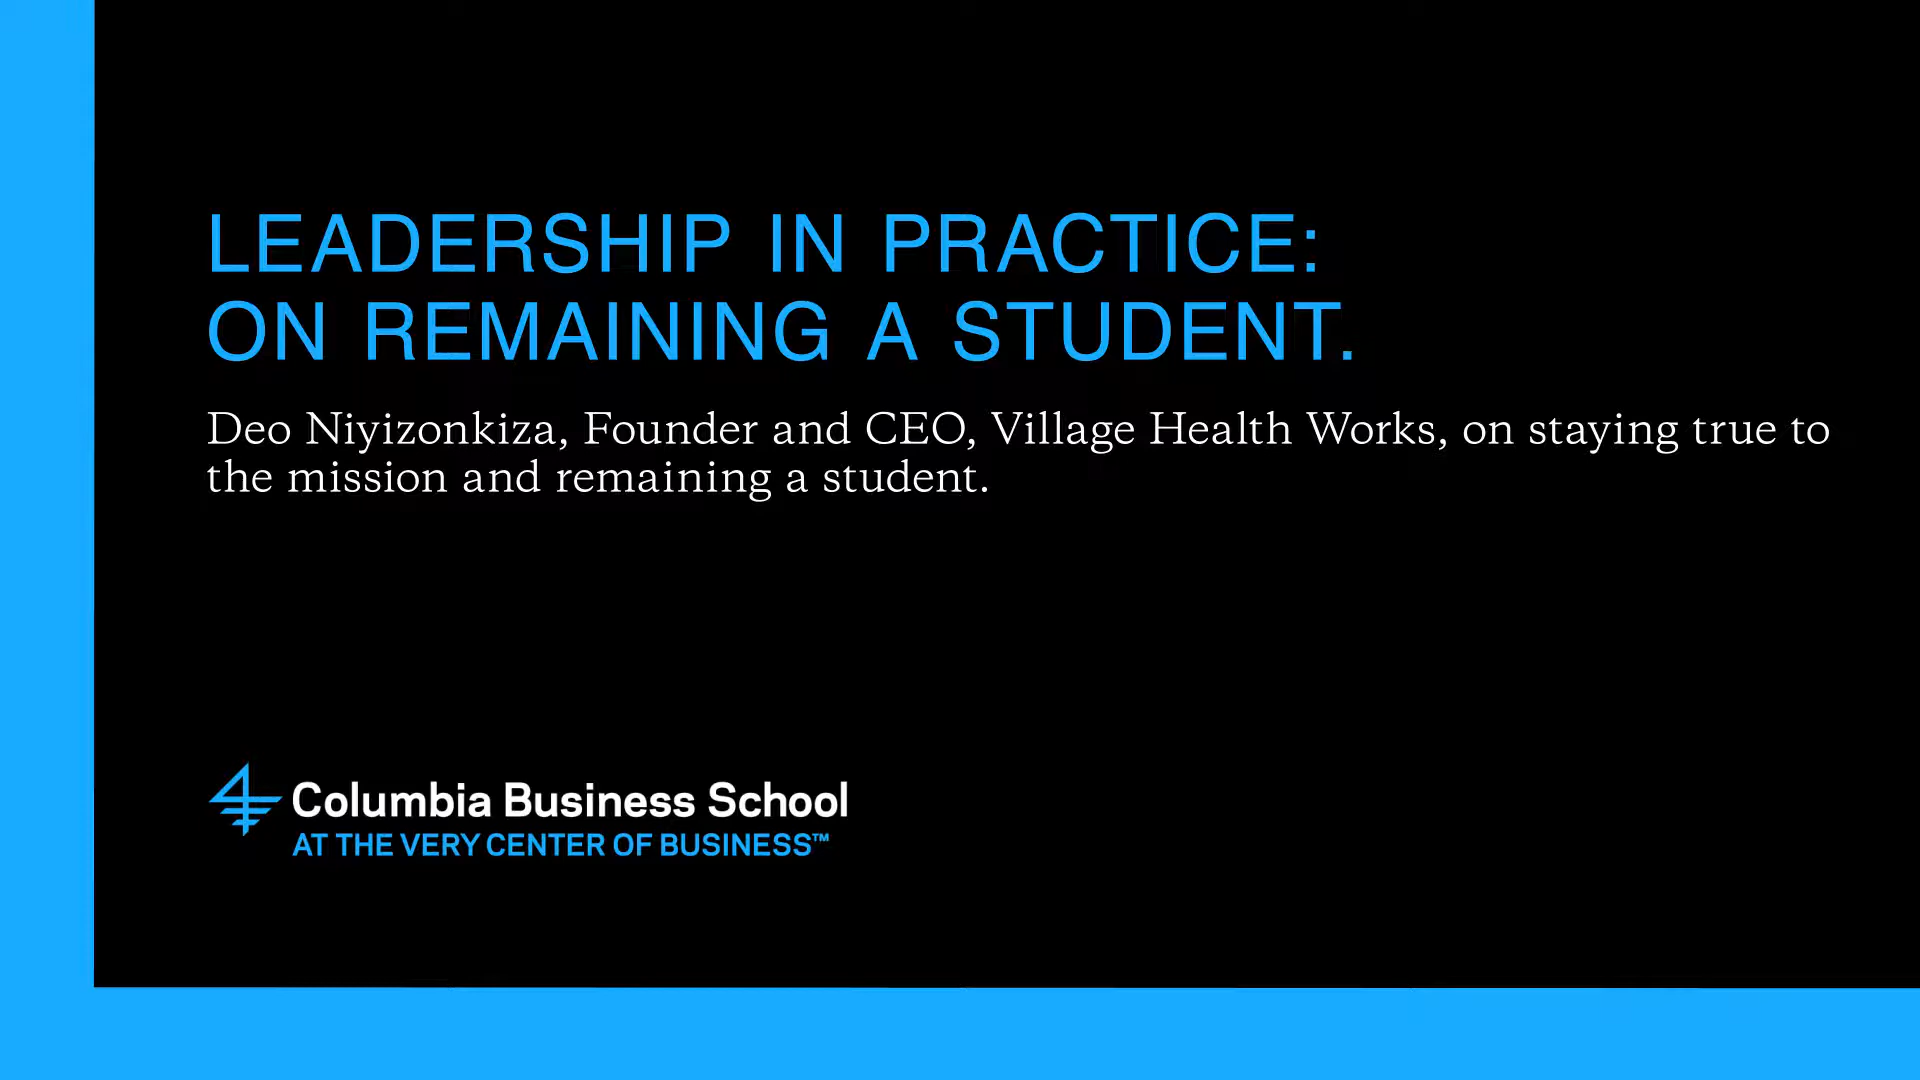 LEADERSHIP IN PRACTICE:
ON REMAINING A STUDENT.
Deo Niyizonkiza, Founder and CEO, Village Health Works, on staying true to
the mission and remaining a student.
Columbia Business School
AT THE VERY CENTER OF BUSINESS™